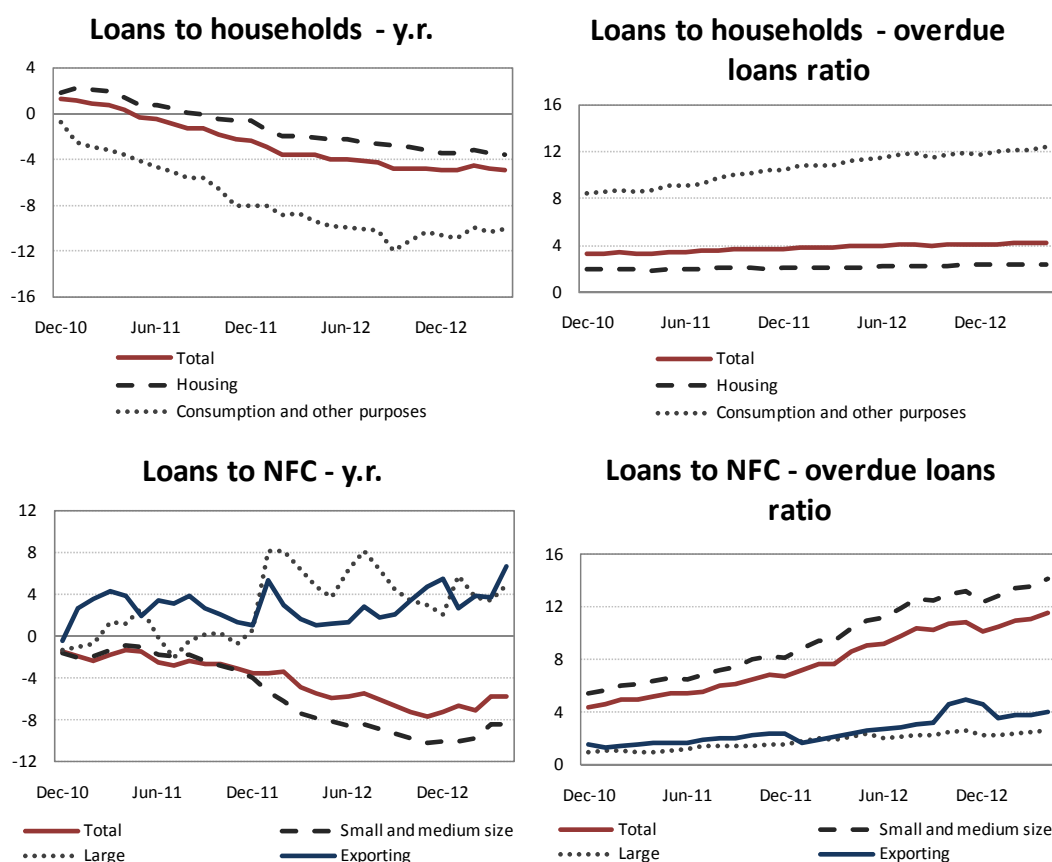 Loans to households - y.r.
4
0
-4
-8
-12
-16
Dec-10 Jun-11 Dec-11 Jun-12 Dec-12
Total
Housing
Consumption and other purposes
Loans to households - overdue
loans ratio
16
12
8
4
0
Dec-10 Jun-11 Dec-11 Jun-12 Dec-12
Total
Housing
Consumption and other purposes
Loans to NFC - y.r.
12
8
4
0
-4
-8
-12
Dec-10 Jun-11 Dec-11 Jun-12 Dec-12
Total Small and medium size
Large Exporting
Loans to NFC - overdue loans
ratio
16
12
8
4
0
Dec-10 Jun-11 Dec-11 Jun-12 Dec-12
Total Small and medium size
Large Exporting